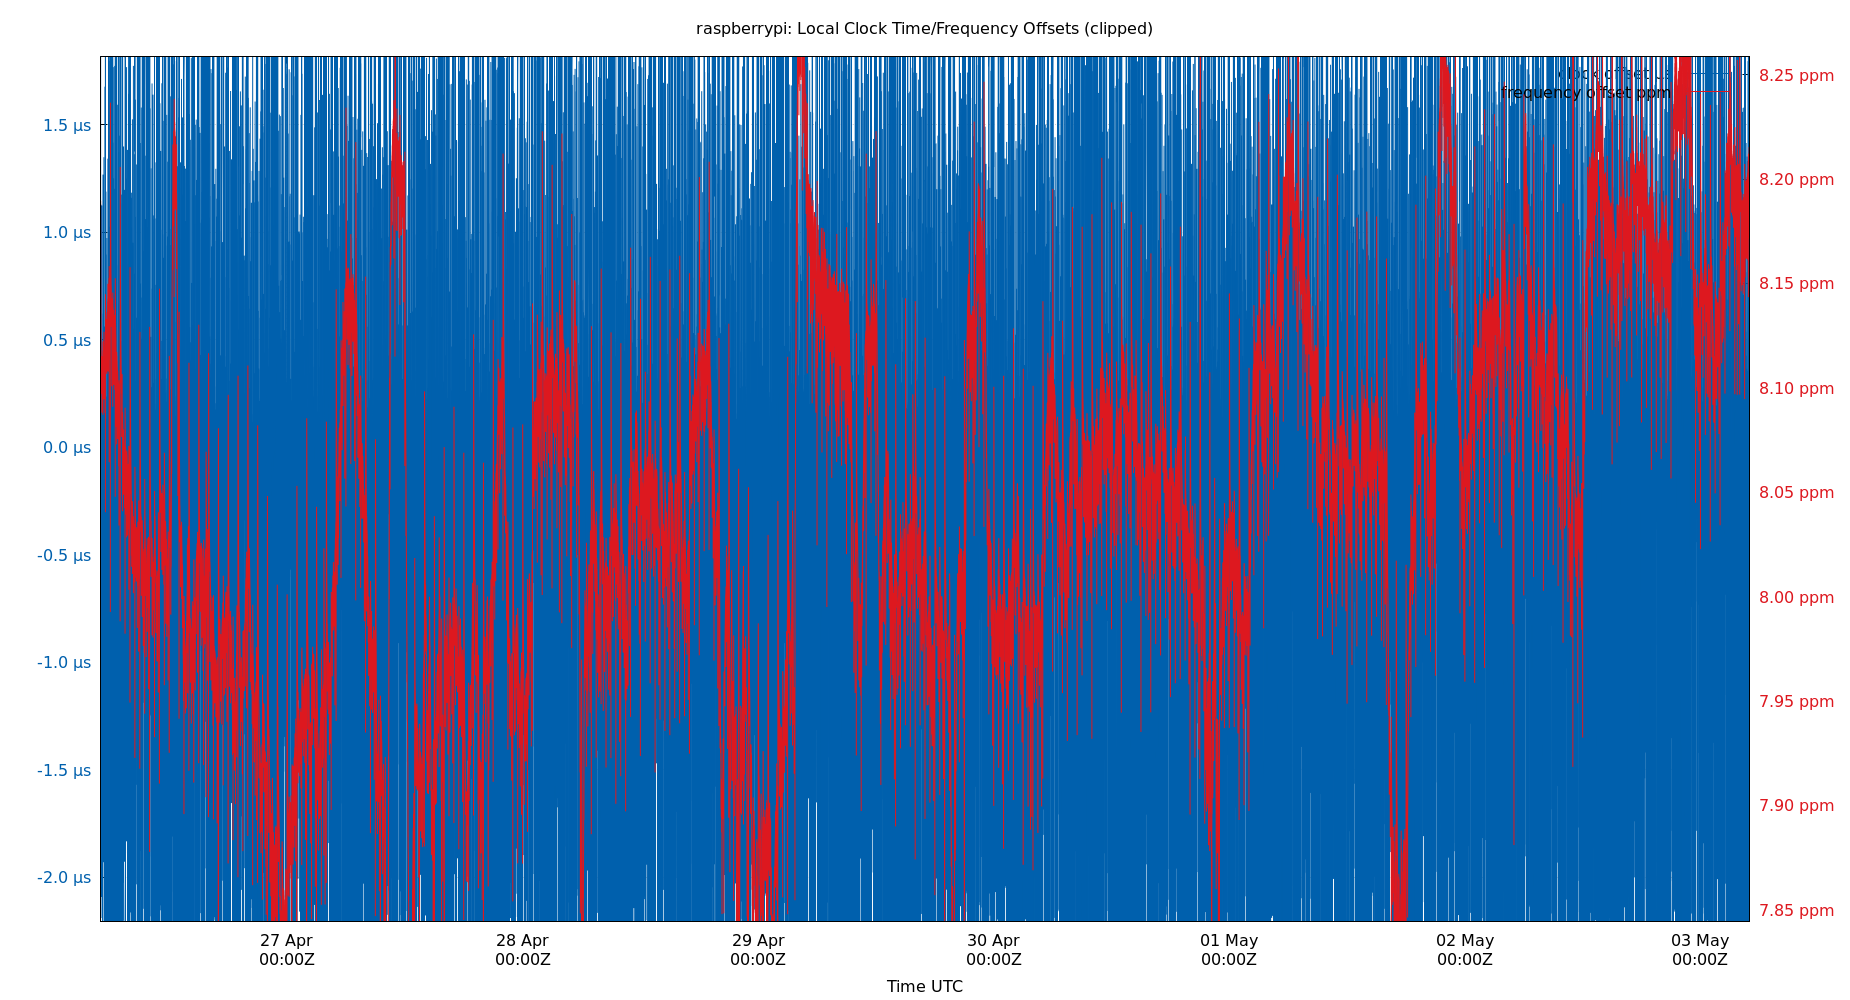 raspberrypi: Local Clock Time/Frequency Offsets (clipped)
clock offset
frequency offset ppm
1.5 µs
1.0 µs
0.5 µs
0.0 µs
-0.5 µs
-1.0 µs
-1.5 µs
-2.0 µs
8.25 ppm
8.20 ppm
8.15 ppm
8.10 ppm
8.05 ppm
8.00 ppm
7.95 ppm
7.90 ppm
7.85 ppm
27 Apr 28 Apr 29 Apr 30 Apr 01 May 02 May 03 May
00:00Z 00:00Z 00:00Z 00:00Z 00:00Z 00:00Z 00:00Z
Time UTC